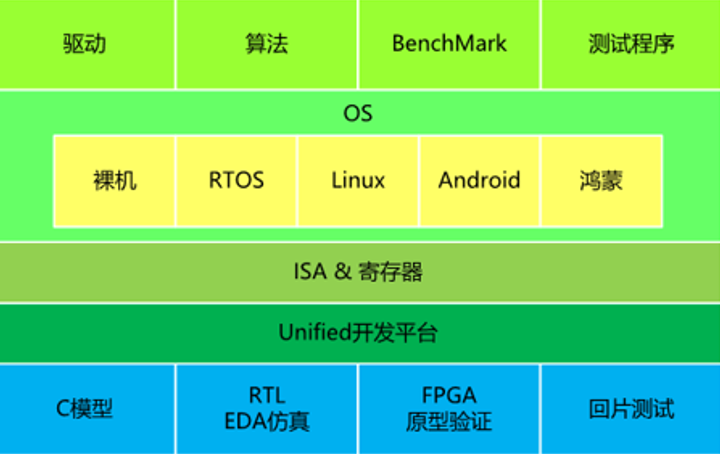 驱动
算法
BenchMark
测试程序
OS
裸机
RTOS
Linux
Android
鸿蒙
ISA & 寄存器
Unified开发平台
C模型
RTL
EDA仿真
FPGA
原型验证
回片测试